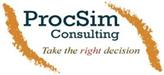 ProcSim
Consulting
Take the right decision